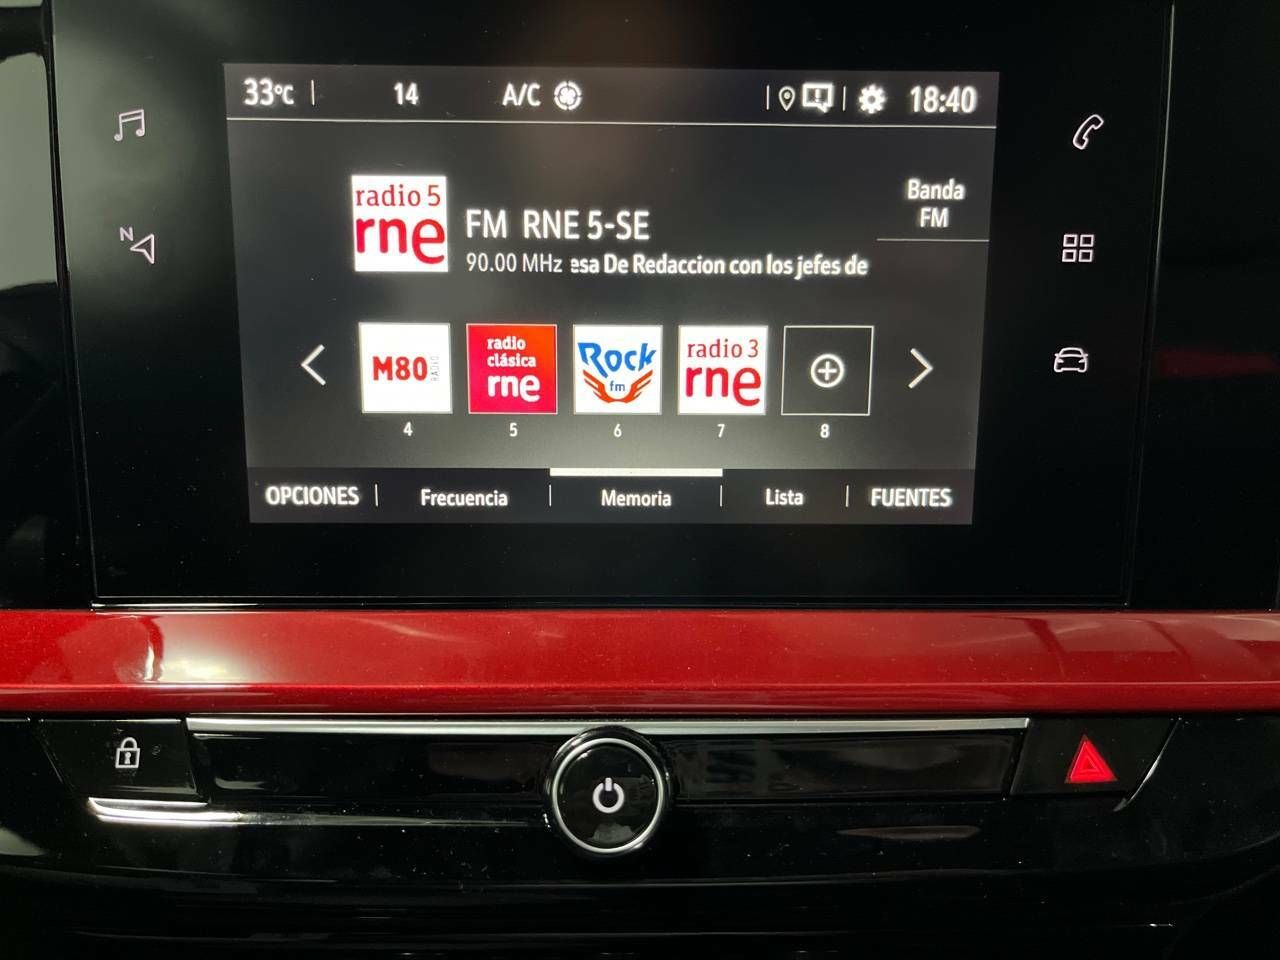 33°C 14 A/C 18:40
N
radio 5
rne
FM RNE 5-SE
90.00 MHz esa De Redaccion con los jefes de
Banda
FM
M80 RADIO
radio
clásica
rne
Rock
fm
radio 3
rne
4 5 6 7 8
OPCIONES Frecuencia Memoria Lista FUENTES